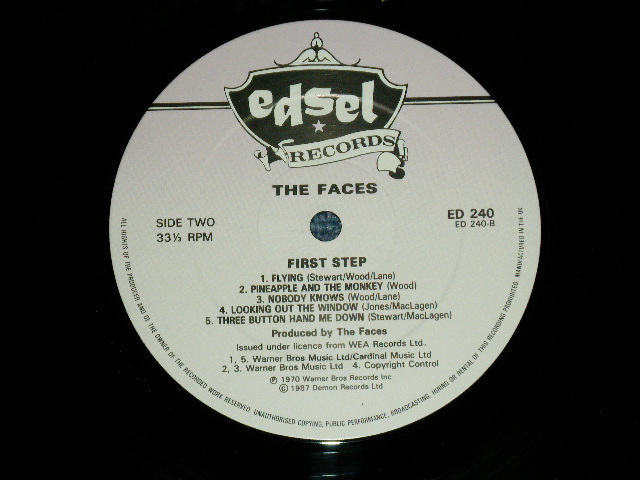 edsel
RECORDS
THE FACES
SIDE TWO
33⅓ RPM
ED 240
ED 240-B
FIRST STEP
1. FLYING (Stewart/Wood/Lane)
2. PINEAPPLE AND THE MONKEY (Wood)
3. NOBODY KNOWS (Wood/Lane)
4. LOOKING OUT THE WINDOW (Jones/MacLagen)
5. THREE BUTTON HAND ME DOWN (Stewart/MacLagen)
Produced by The Faces
Issued under licence from WEA Records Ltd.
1, 5. Warner Bros Music Ltd/Cardinal Music Ltd
2, 3. Warner Bros Music Ltd 4. Copyright Control
℗ 1970 Warner Bros Records Inc
© 1987 Demon Records Ltd
ALL RIGHTS OF THE PRODUCER AND OF THE OWNER OF THE RECORDED WORK RESERVED. UNAUTHORISED COPYING, PUBLIC PERFORMANCE, BROADCASTING, HIRING OR RENTAL OF THIS RECORDING PROHIBITED. MANUFACTURED IN THE UK